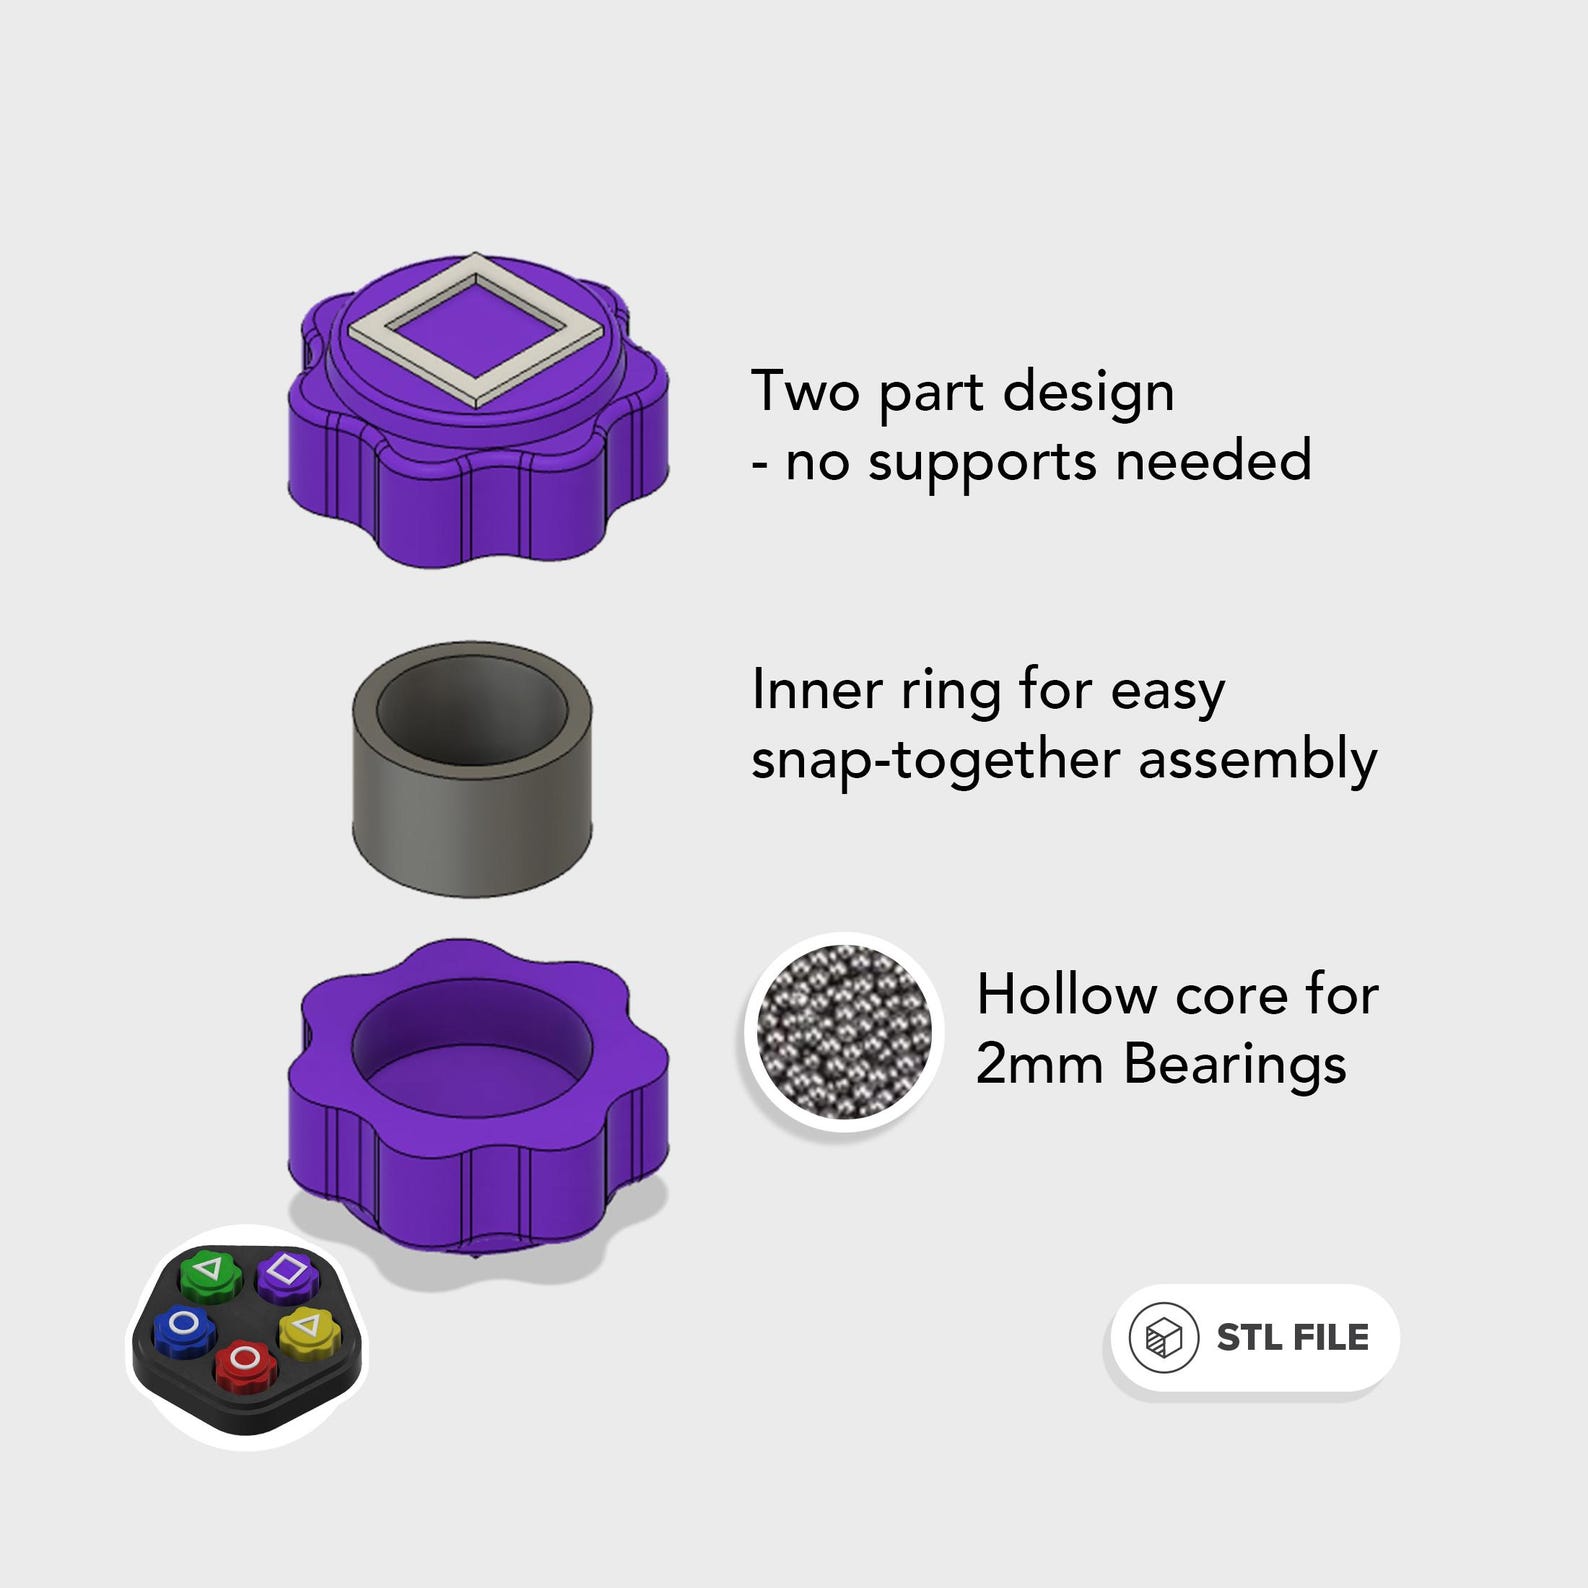 Two part design
- no supports needed
Inner ring for easy
snap-together assembly
Hollow core for
2mm Bearings
STL FILE